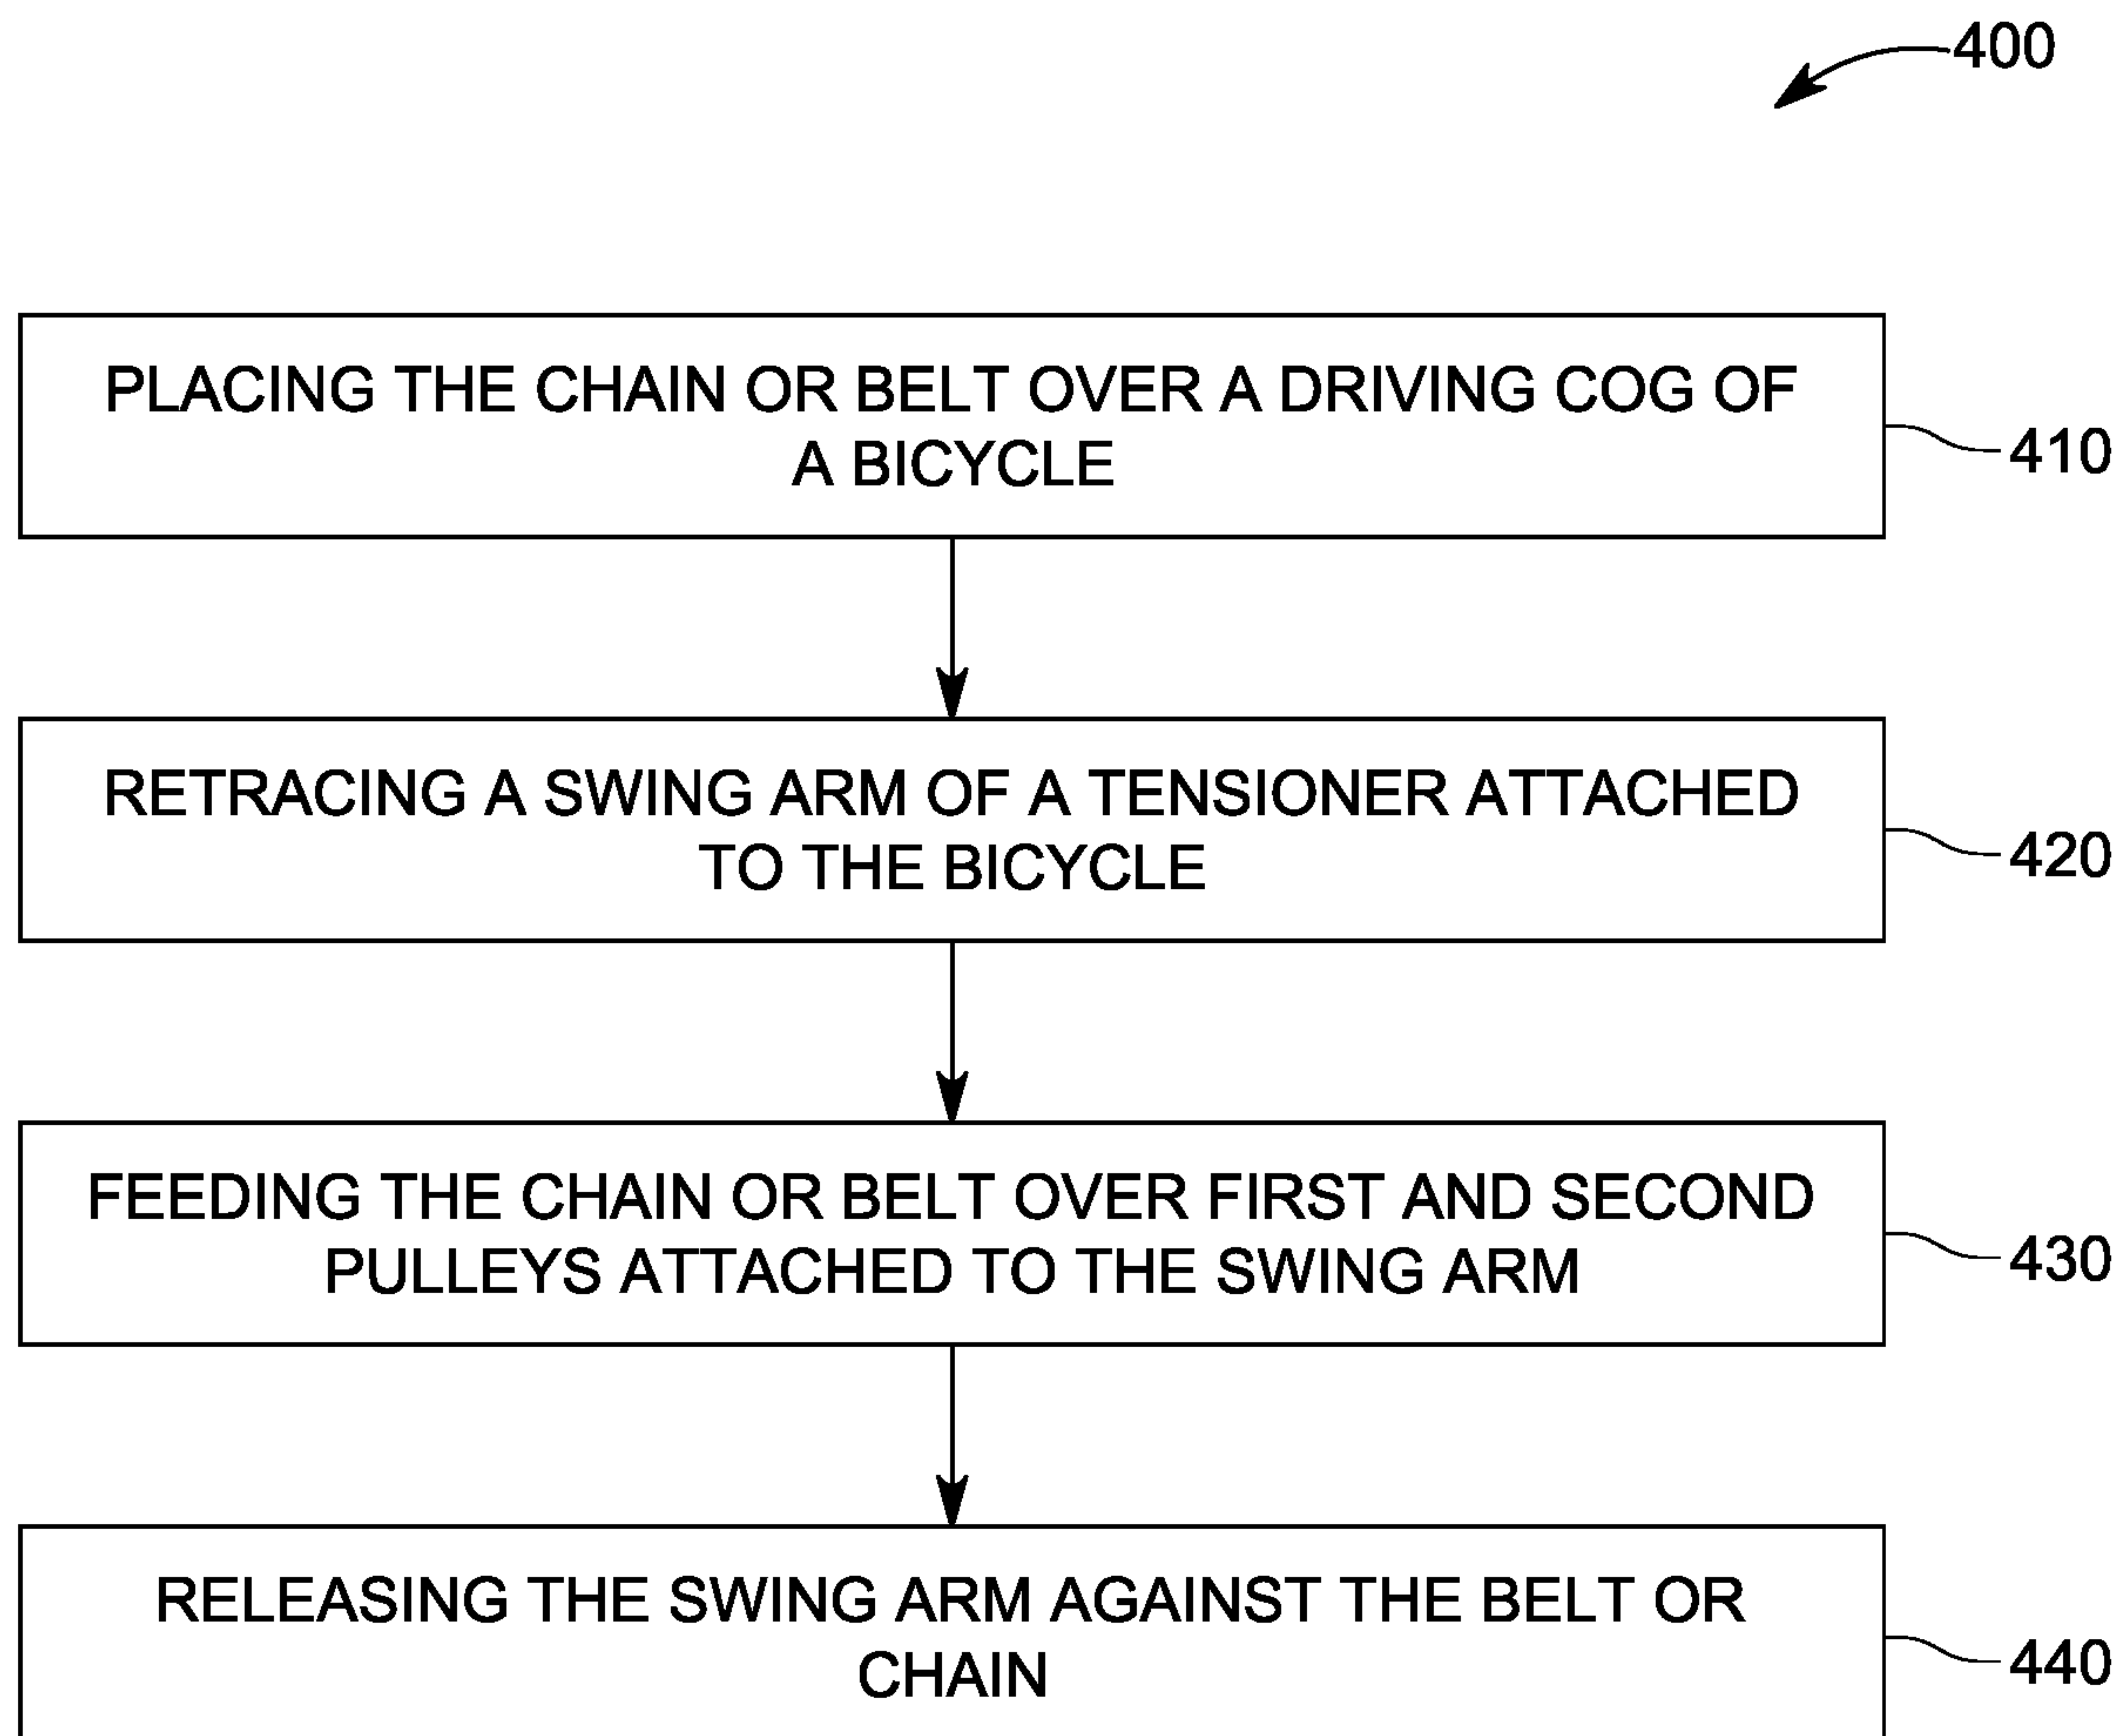 400
PLACING THE CHAIN OR BELT OVER A DRIVING COG OF
A BICYCLE
410
RETRACING A SWING ARM OF A TENSIONER ATTACHED
TO THE BICYCLE
420
FEEDING THE CHAIN OR BELT OVER FIRST AND SECOND
PULLEYS ATTACHED TO THE SWING ARM
430
RELEASING THE SWING ARM AGAINST THE BELT OR
CHAIN
440